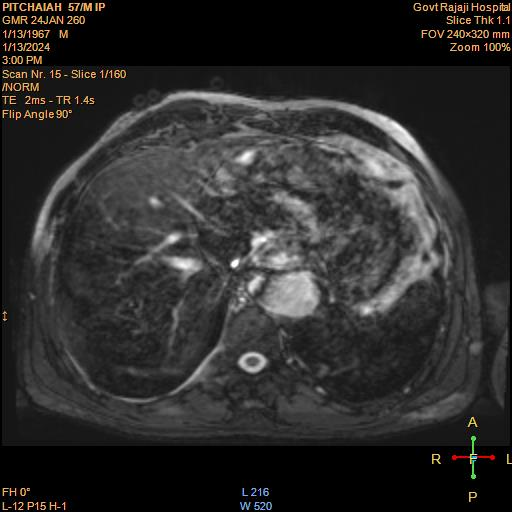 PITCHAIAH 57/M IP
GMR 24JAN 260
1/13/1967 M
1/13/2024
3:00 PM
Scan Nr. 15 - Slice 1/160
/NORM
TE 2ms - TR 1.4s
Flip Angle 90°
Govt Rajaji Hospital
Slice Thk 1.1
FOV 240×320 mm
Zoom 100%
A
R F L
P
FH 0°
L-12 P15 H-1
L 216
W 520